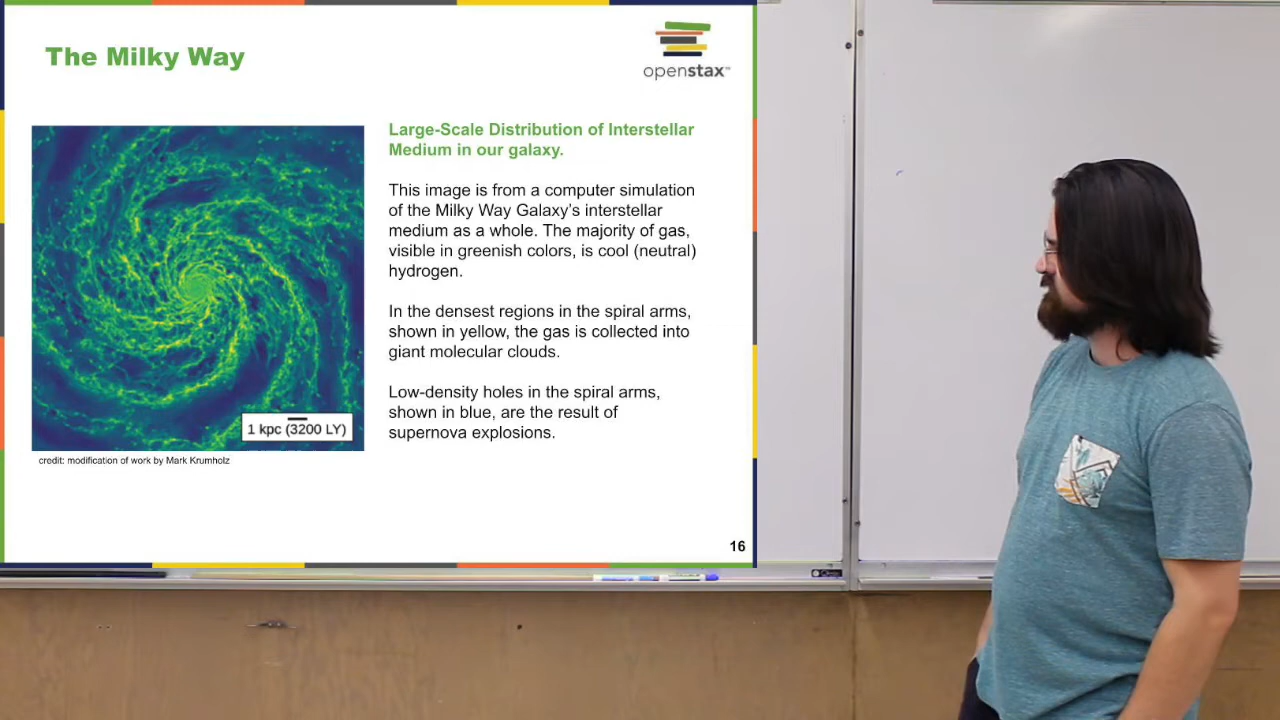 The Milky Way
openstax™
Large-Scale Distribution of Interstellar
Medium in our galaxy.
This image is from a computer simulation
of the Milky Way Galaxy's interstellar
medium as a whole. The majority of gas,
visible in greenish colors, is cool (neutral)
hydrogen.
In the densest regions in the spiral arms,
shown in yellow, the gas is collected into
giant molecular clouds.
Low-density holes in the spiral arms,
shown in blue, are the result of
supernova explosions.
1 kpc (3200 LY)
credit: modification of work by Mark Krumholz
16